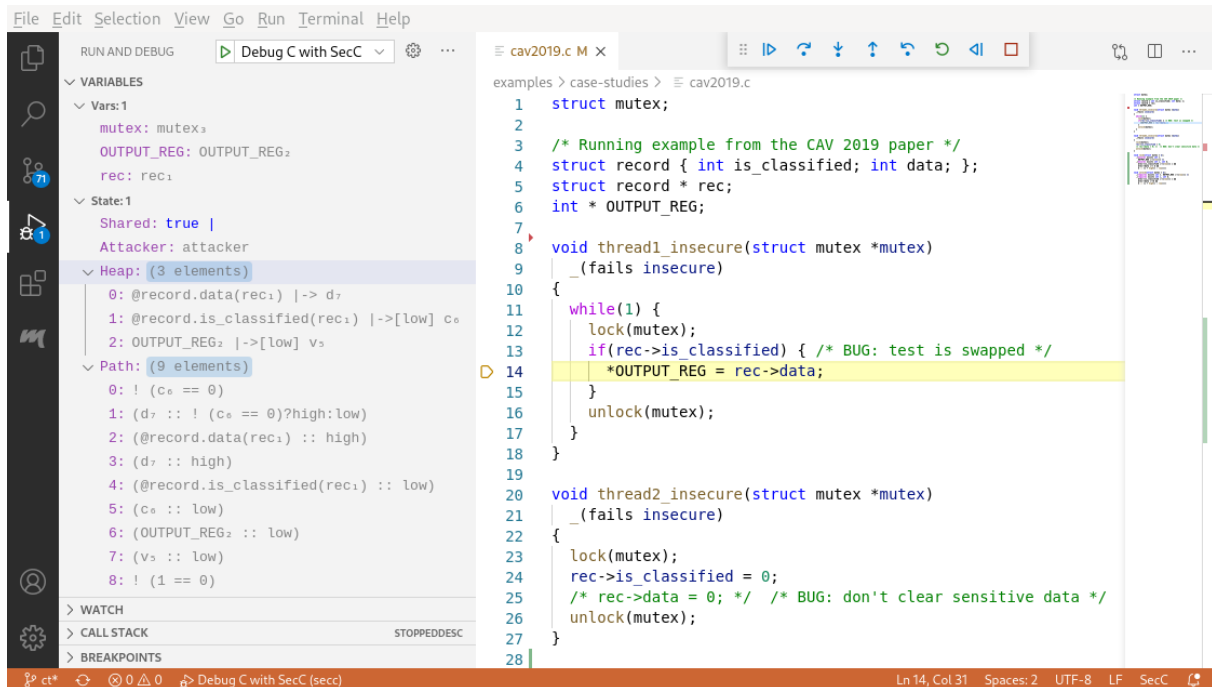 File Edit Selection View Go Run Terminal Help
RUN AND DEBUG Debug C with SecC ...
VARIABLES
Vars: 1
mutex: mutex₃
OUTPUT_REG: OUTPUT_REG₂
rec: rec₁
State: 1
Shared: true |
Attacker: attacker
Heap: (3 elements)
0: @record.data(rec₁) |-> d₇
1: @record.is_classified(rec₁) |->[low] c₆
2: OUTPUT_REG₂ |->[low] v₅
Path: (9 elements)
0: ! (c₆ == 0)
1: (d₇ :: ! (c₆ == 0)?high:low)
2: (@record.data(rec₁) :: high)
3: (d₇ :: high)
4: (@record.is_classified(rec₁) :: low)
5: (c₆ :: low)
6: (OUTPUT_REG₂ :: low)
7: (v₅ :: low)
8: ! (1 == 0)
WATCH
CALL STACK STOPPEDDESC
BREAKPOINTS
71
1
cav2019.c M
examples > case-studies > cav2019.c
1 struct mutex;
2
3 /* Running example from the CAV 2019 paper */
4 struct record { int is_classified; int data; };
5 struct record * rec;
6 int * OUTPUT_REG;
7
8 void thread1_insecure(struct mutex *mutex)
9 _(fails insecure)
10 {
11 while(1) {
12 lock(mutex);
13 if(rec->is_classified) { /* BUG: test is swapped */
14 *OUTPUT_REG = rec->data;
15 }
16 unlock(mutex);
17 }
18 }
19
20 void thread2_insecure(struct mutex *mutex)
21 _(fails insecure)
22 {
23 lock(mutex);
24 rec->is_classified = 0;
25 /* rec->data = 0; */ /* BUG: don't clear sensitive data */
26 unlock(mutex);
27 }
28
ct* 0 0 Debug C with SecC (secc) Ln 14, Col 31 Spaces: 2 UTF-8 LF SecC